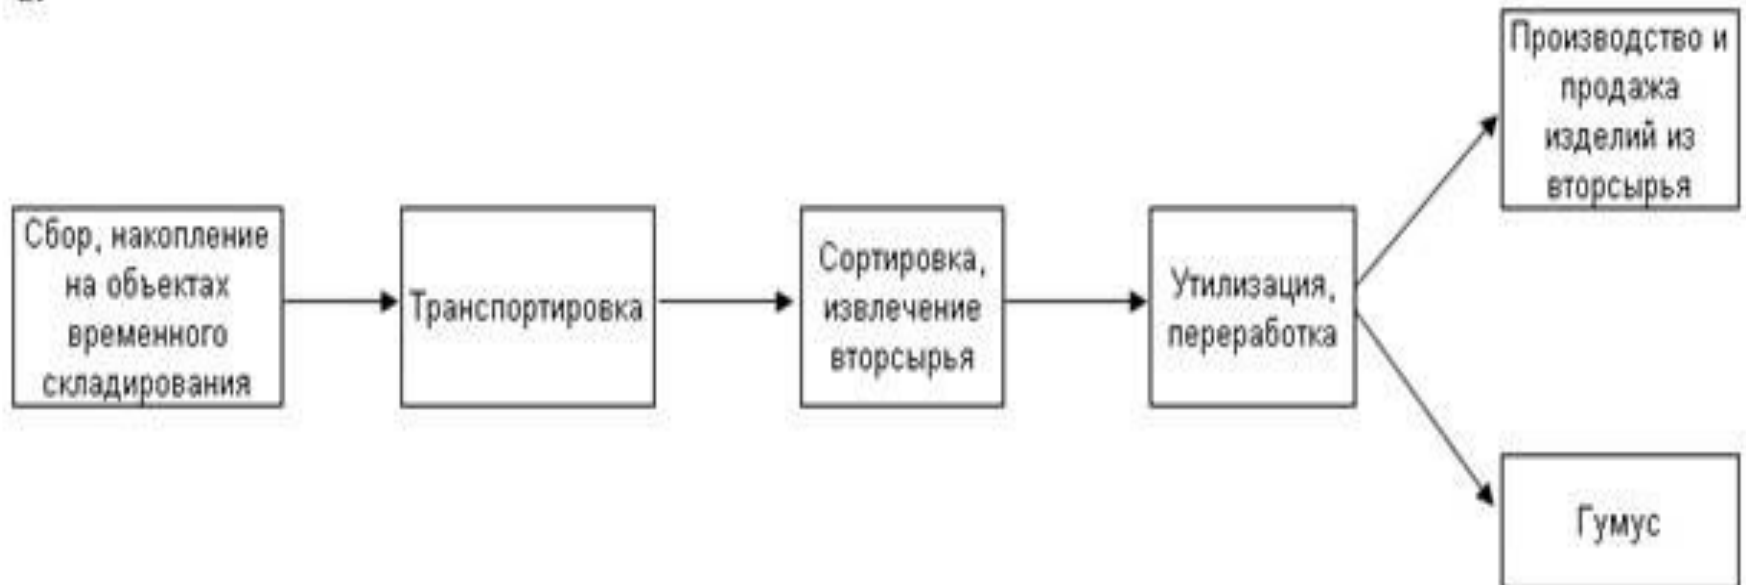 Сбор, накопление
на объектах
временного
складирования
Транспортировка
Сортировка,
извлечение
вторсырья
Утилизация,
переработка
Производство и
продажа
изделий из
вторсырья
Гумус